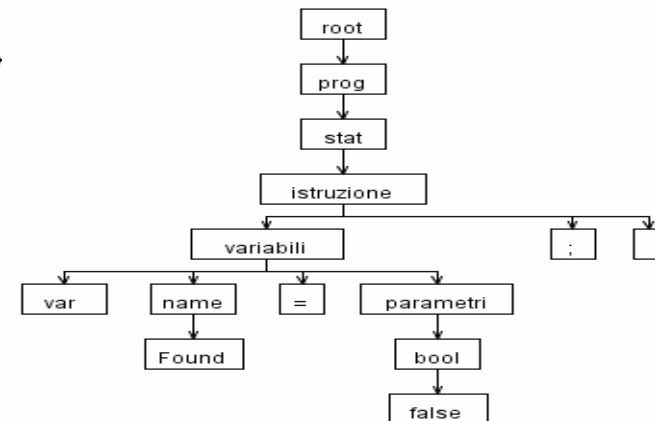 root
prog
stat
istruzione
variabili ;
var name = parametri
Found bool
false